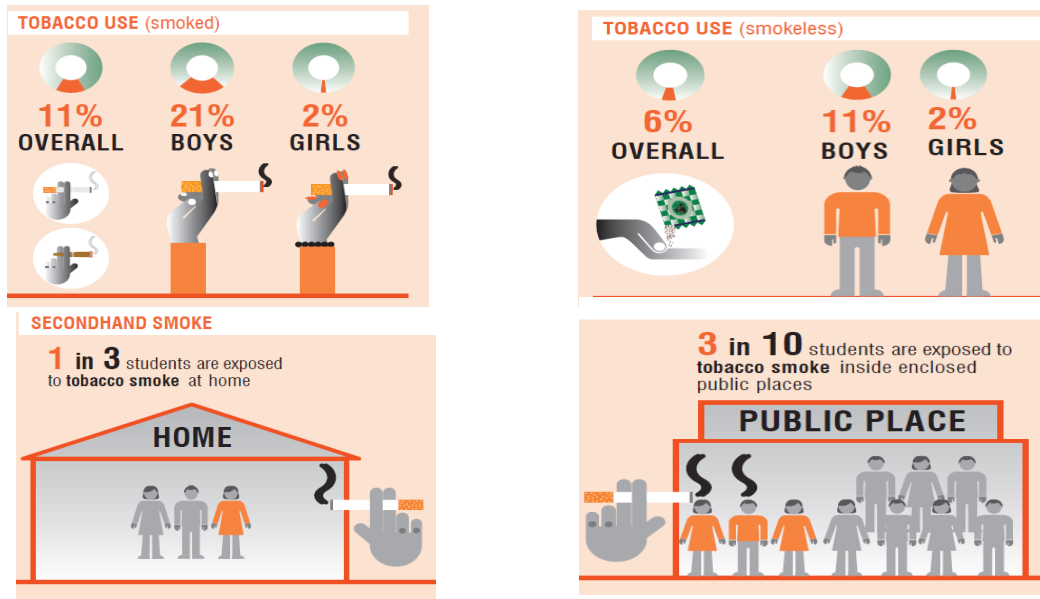 TOBACCO USE (smoked)
11% 21% 2%
OVERALL BOYS GIRLS
TOBACCO USE (smokeless)
6% 11% 2%
OVERALL BOYS GIRLS
SECONDHAND SMOKE
1 in 3 students are exposed
to tobacco smoke at home
HOME
3 in 10 students are exposed to
tobacco smoke inside enclosed
public places
PUBLIC PLACE